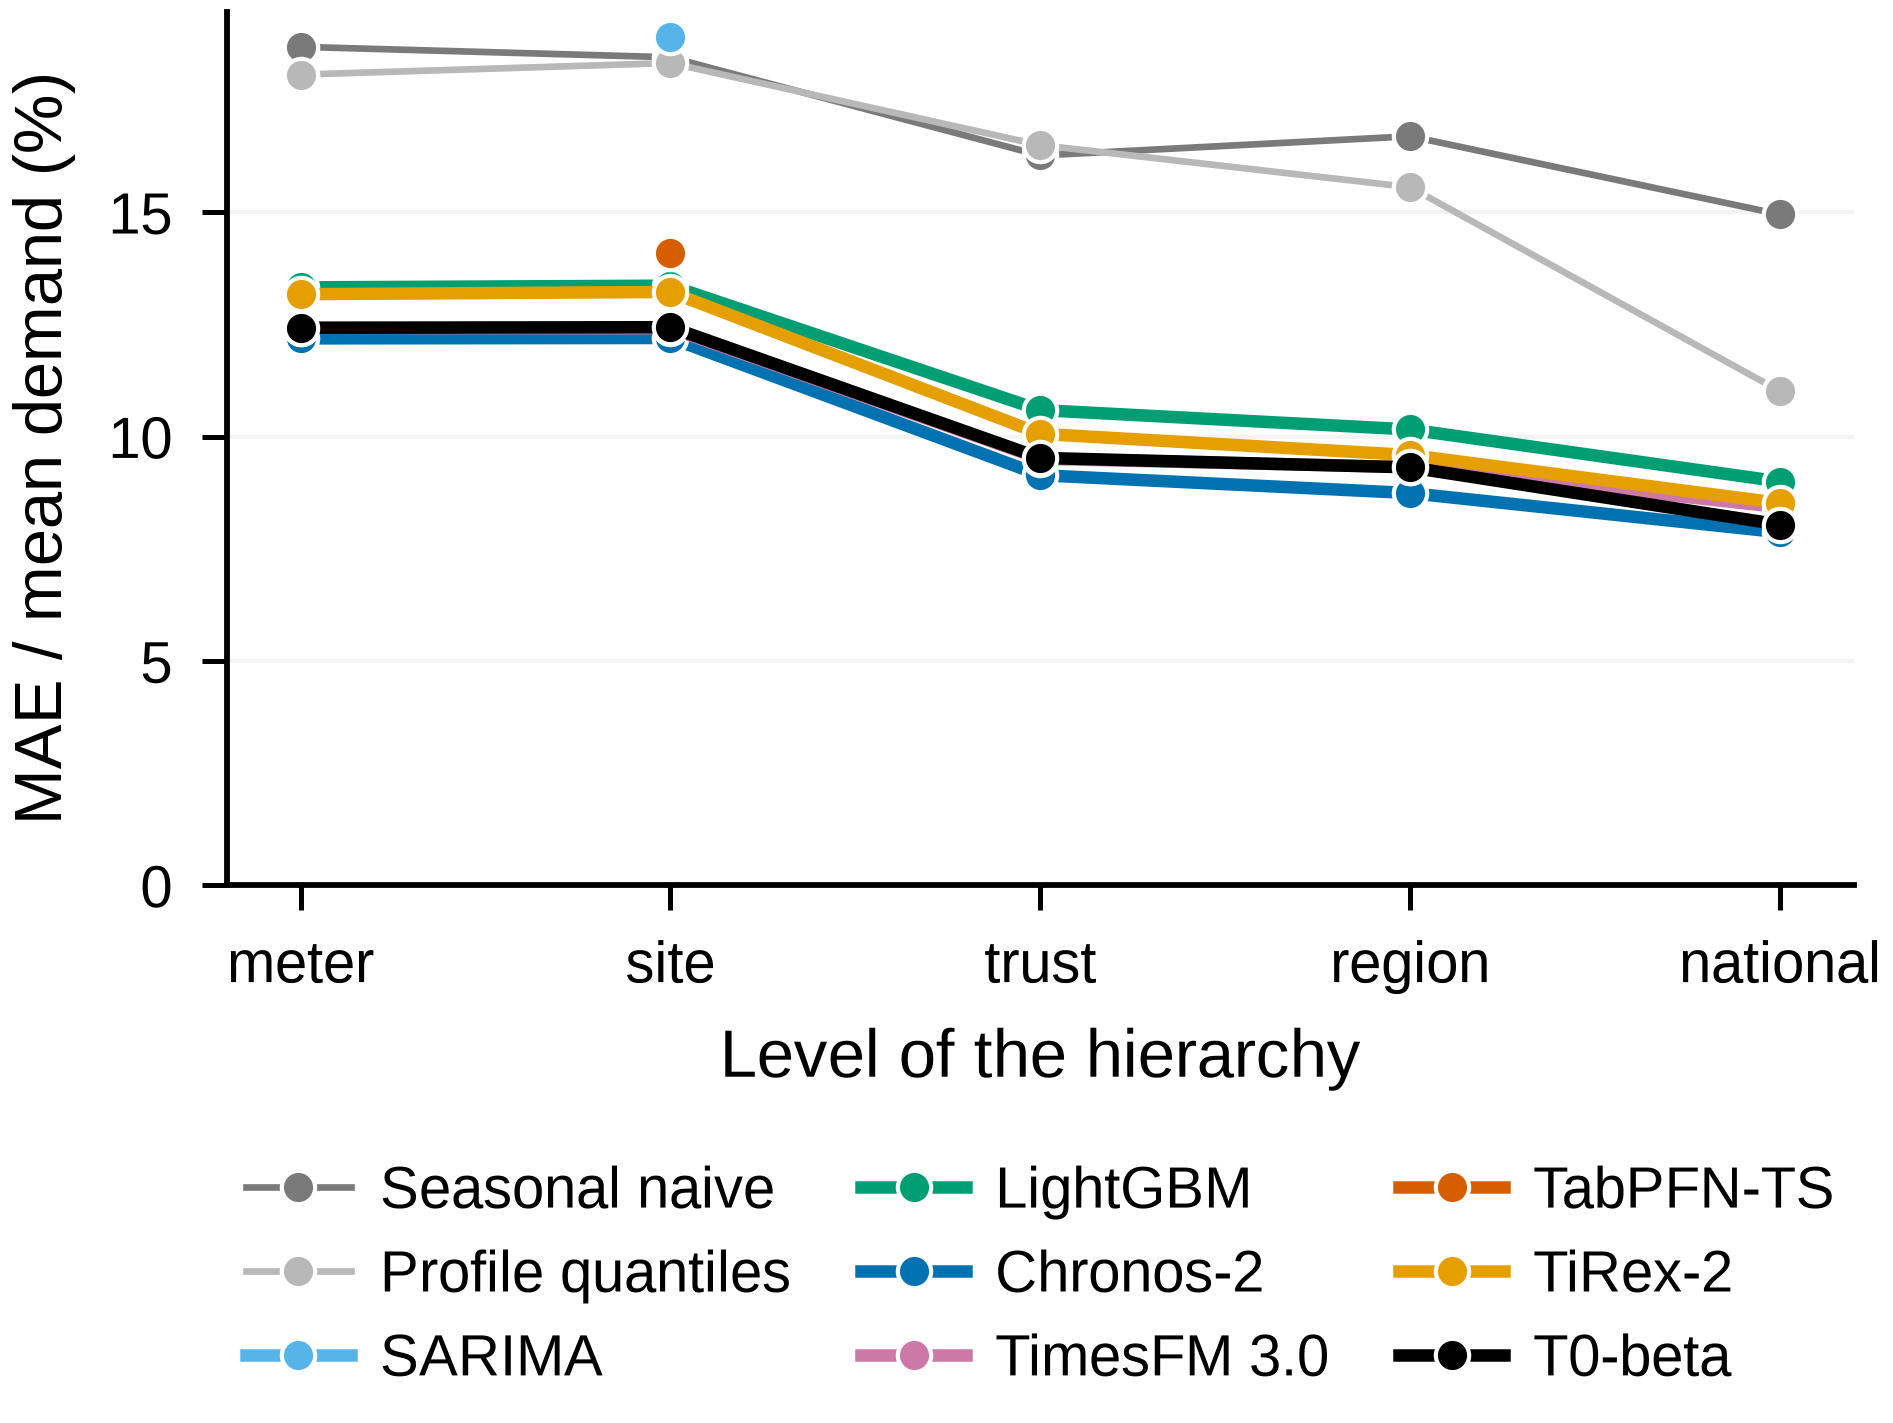 MAE / mean demand (%)
15
10
5
0
meter site trust region national
Level of the hierarchy
Seasonal naive LightGBM TabPFN-TS
Profile quantiles Chronos-2 TiRex-2
SARIMA TimesFM 3.0 T0-beta